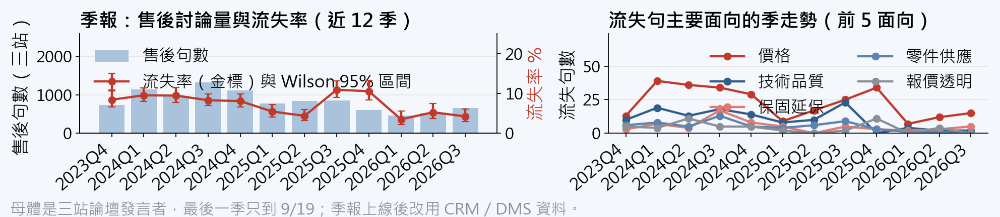 季報：售後討論量與流失率（近 12 季）
售後句數（三站）
2000
1000
0
售後句數
流失率（金標）與 Wilson 95% 區間
20
10
0
流失率 %
2023Q4
2024Q1
2024Q2
2024Q3
2024Q4
2025Q1
2025Q2
2025Q3
2025Q4
2026Q1
2026Q2
2026Q3
流失句主要面向的季走勢（前 5 面向）
流失句數
50
25
0
價格
技術品質
保固延保
零件供應
報價透明
2023Q4
2024Q1
2024Q2
2024Q3
2024Q4
2025Q1
2025Q2
2025Q3
2025Q4
2026Q1
2026Q2
2026Q3
母體是三站論壇發言者，最後一季只到 9/19；季報上線後改用 CRM / DMS 資料。